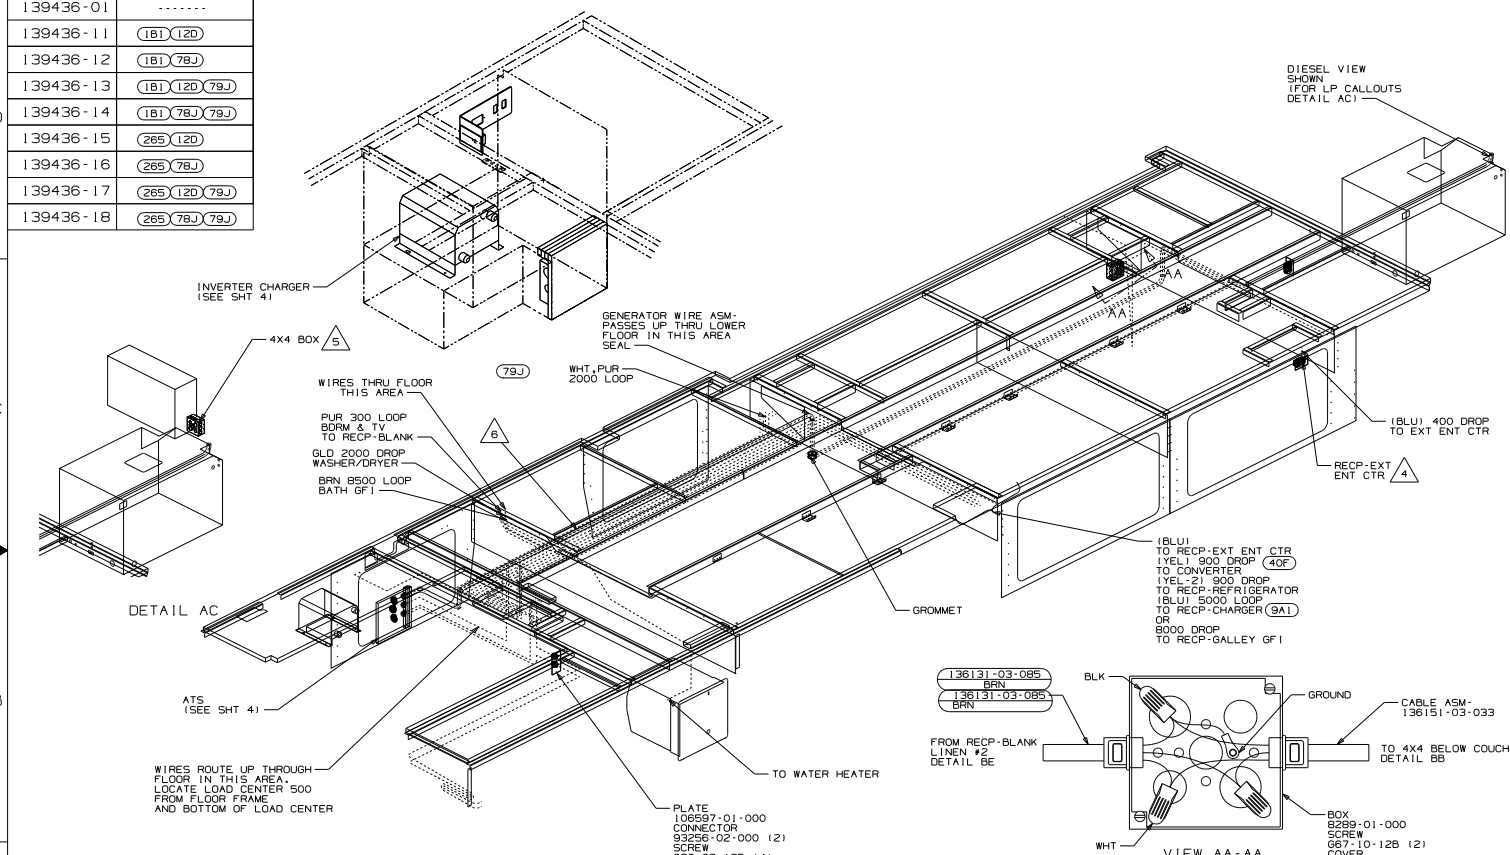 139436-01 -------
139436-11 1B1 12D
139436-12 1B1 78J
139436-13 1B1 12D 79J
139436-14 1B1 78J 79J
139436-15 265 12D
139436-16 265 78J
139436-17 265 12D 79J
139436-18 265 78J 79J
DIESEL VIEW
SHOWN
(FOR LP CALLOUTS
DETAIL AC)
INVERTER CHARGER
(SEE SHT 4)
4X4 BOX 5
GENERATOR WIRE ASM-
PASSES UP THRU LOWER
FLOOR IN THIS AREA
SEAL
79J
WHT,PUR
2000 LOOP
WIRES THRU FLOOR
THIS AREA
PUR 300 LOOP
BDRM & TV
TO RECP-BLANK
GLD 2000 DROP
WASHER/DRYER
BRN 8500 LOOP
BATH GFI
6
AA
AA
(BLU) 400 DROP
TO EXT ENT CTR
RECP-EXT
ENT CTR 4
(BLU)
TO RECP-EXT ENT CTR
(YEL) 900 DROP 40F
TO CONVERTER
(YEL-2) 900 DROP
TO RECP-REFRIGERATOR
(BLU) 5000 LOOP
TO RECP-CHARGER 9A1
OR
8000 DROP
TO RECP-GALLEY GFI
GROMMET
DETAIL AC
ATS
(SEE SHT 4)
WIRES ROUTE UP THROUGH
FLOOR IN THIS AREA.
LOCATE LOAD CENTER 500
FROM FLOOR FRAME
AND BOTTOM OF LOAD CENTER
TO WATER HEATER
PLATE
106597-01-000
CONNECTOR
93256-02-000 (2)
SCREW
136131-03-085
BRN
136131-03-085
BRN
BLK
GROUND
CABLE ASM-
136151-03-033
FROM RECP-BLANK
LINEN #2
DETAIL BE
TO 4X4 BELOW COUCH
DETAIL BB
WHT
BOX
8289-01-000
SCREW
G67-10-12B (2)
COVER
VIEW AA-AA